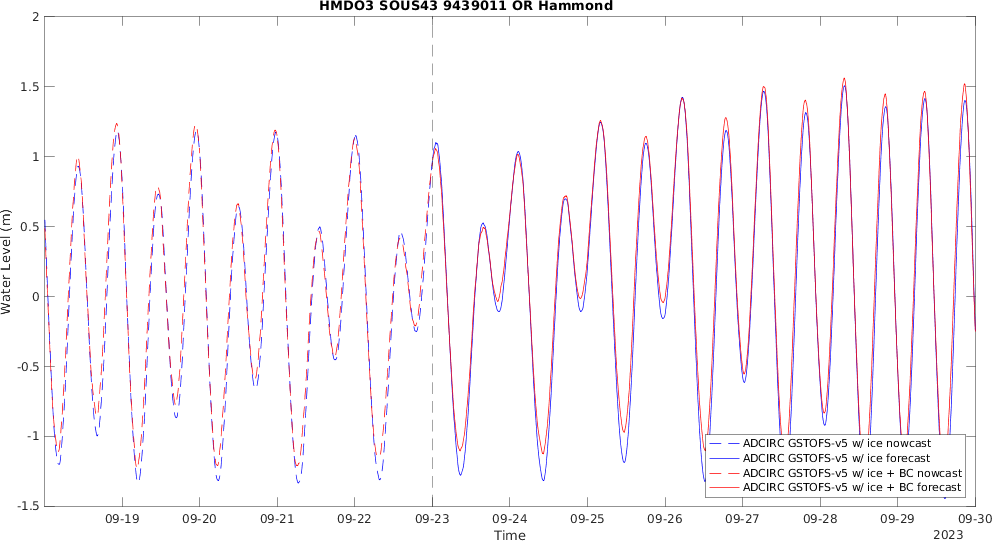 HMDO3 SOUS43 9439011 OR Hammond
2
1.5
1
0.5
0
-0.5
-1
-1.5
Water Level (m)
ADCIRC GSTOFS-v5 w/ ice nowcast
ADCIRC GSTOFS-v5 w/ ice forecast
ADCIRC GSTOFS-v5 w/ ice + BC nowcast
ADCIRC GSTOFS-v5 w/ ice + BC forecast
09-19 09-20 09-21 09-22 09-23 09-24 09-25 09-26 09-27 09-28 09-29 09-30
Time
2023